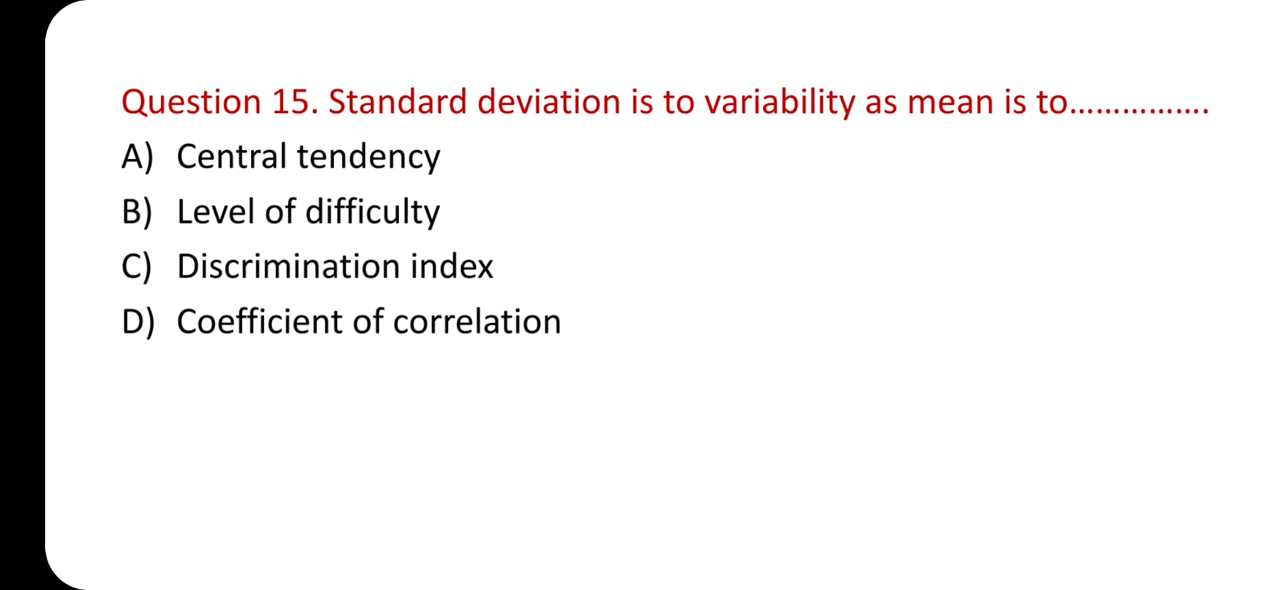 Question 15. Standard deviation is to variability as mean is to................
A) Central tendency
B) Level of difficulty
C) Discrimination index
D) Coefficient of correlation